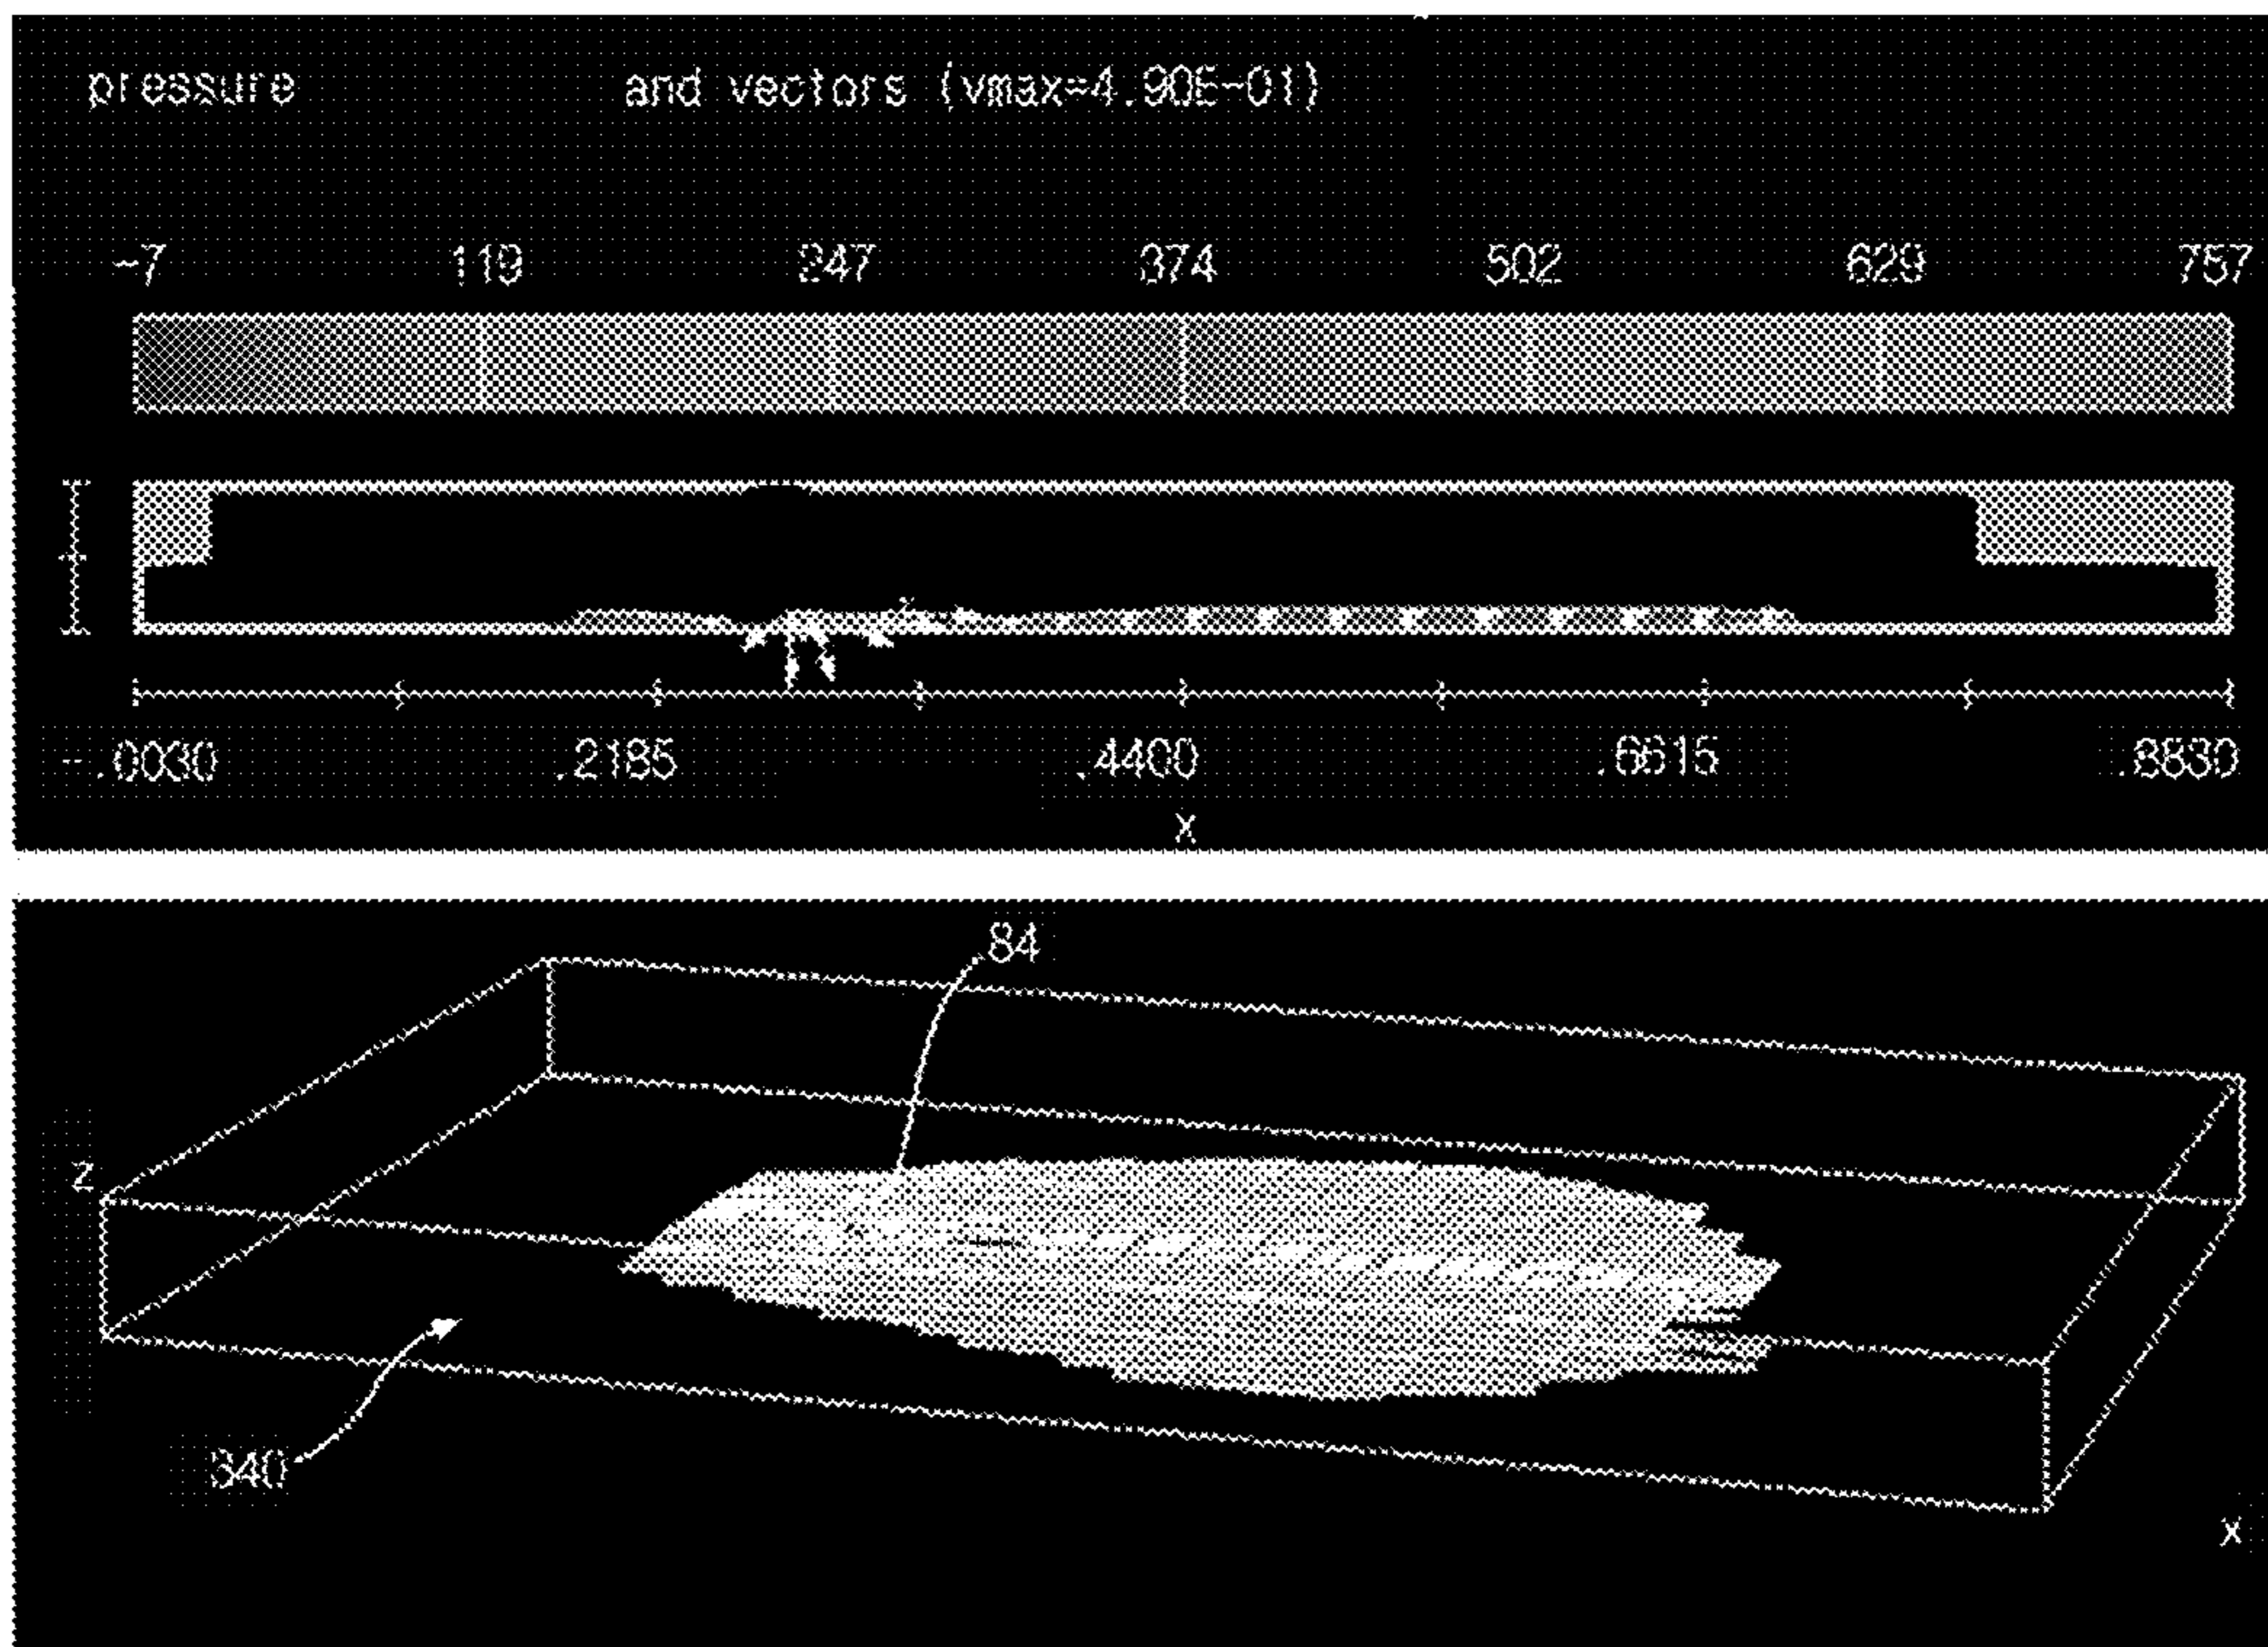 pressure and vectors (vmax=4.90E-01)
-7 119 247 374 502 629 757
-.0030 .2185 .4400 .6615 .8830
x
84
z
340
x